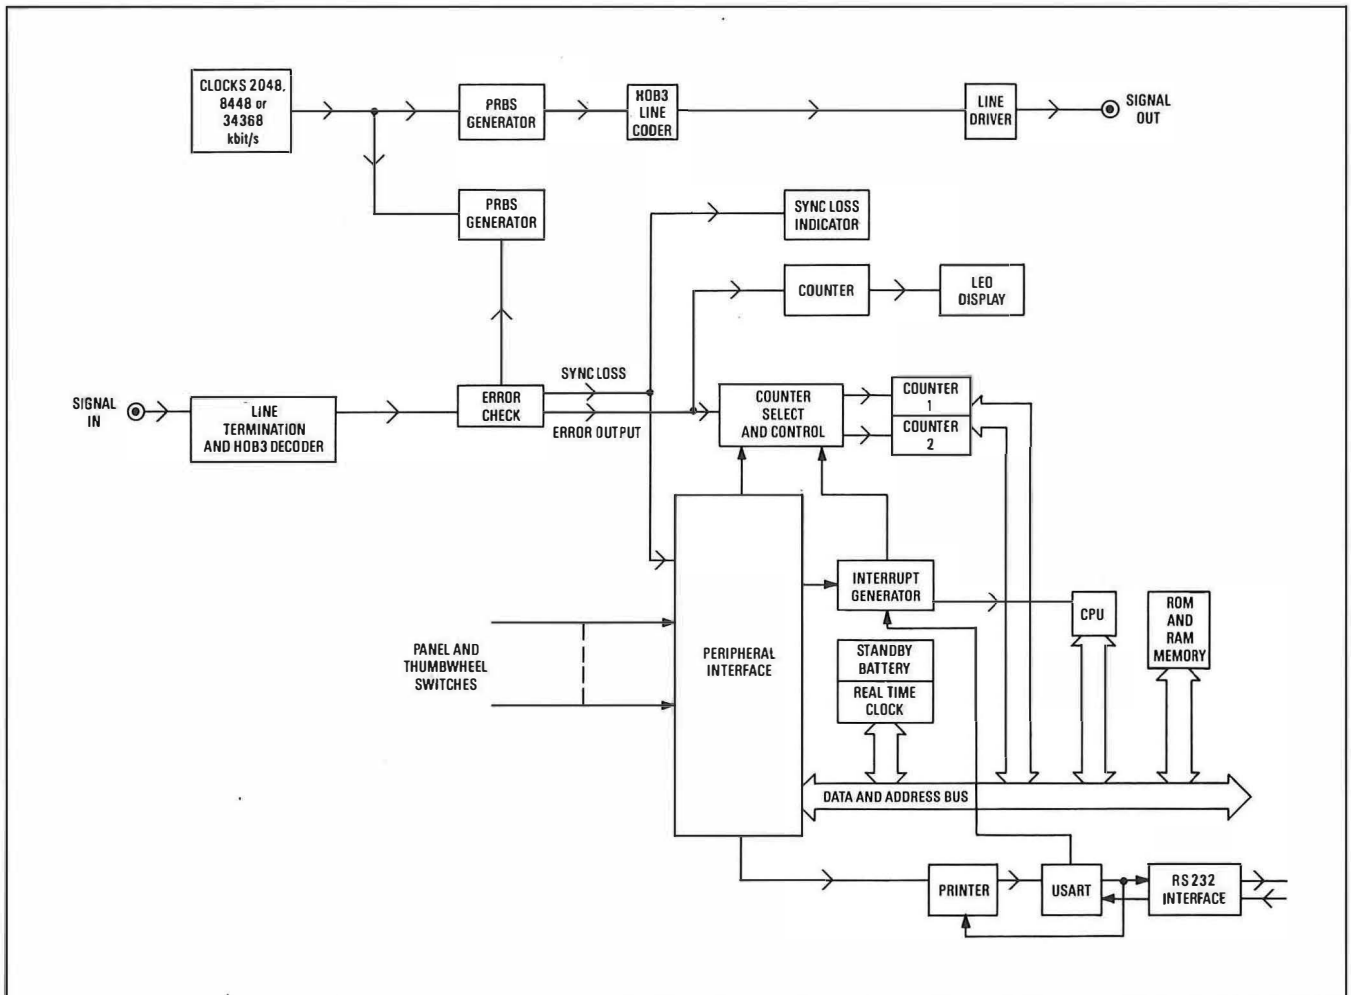 CLOCKS 2048,
8448 or
34368
kbit/s
PRBS
GENERATOR
HOB3
LINE
CODER
LINE
DRIVER
SIGNAL
OUT
PRBS
GENERATOR
SYNC LOSS
INDICATOR
COUNTER
LEO
DISPLAY
SIGNAL
IN
LINE
TERMINATION
AND HOB3 DECODER
ERROR
CHECK
SYNC LOSS
ERROR OUTPUT
COUNTER
SELECT
AND CONTROL
COUNTER
1
COUNTER
2
PANEL AND
THUMBWHEEL
SWITCHES
PERIPHERAL
INTERFACE
INTERRUPT
GENERATOR
CPU
ROM
AND
RAM
MEMORY
STANDBY
BATTERY
REAL TIME
CLOCK
DATA AND ADDRESS BUS
PRINTER
USART
RS232
INTERFACE